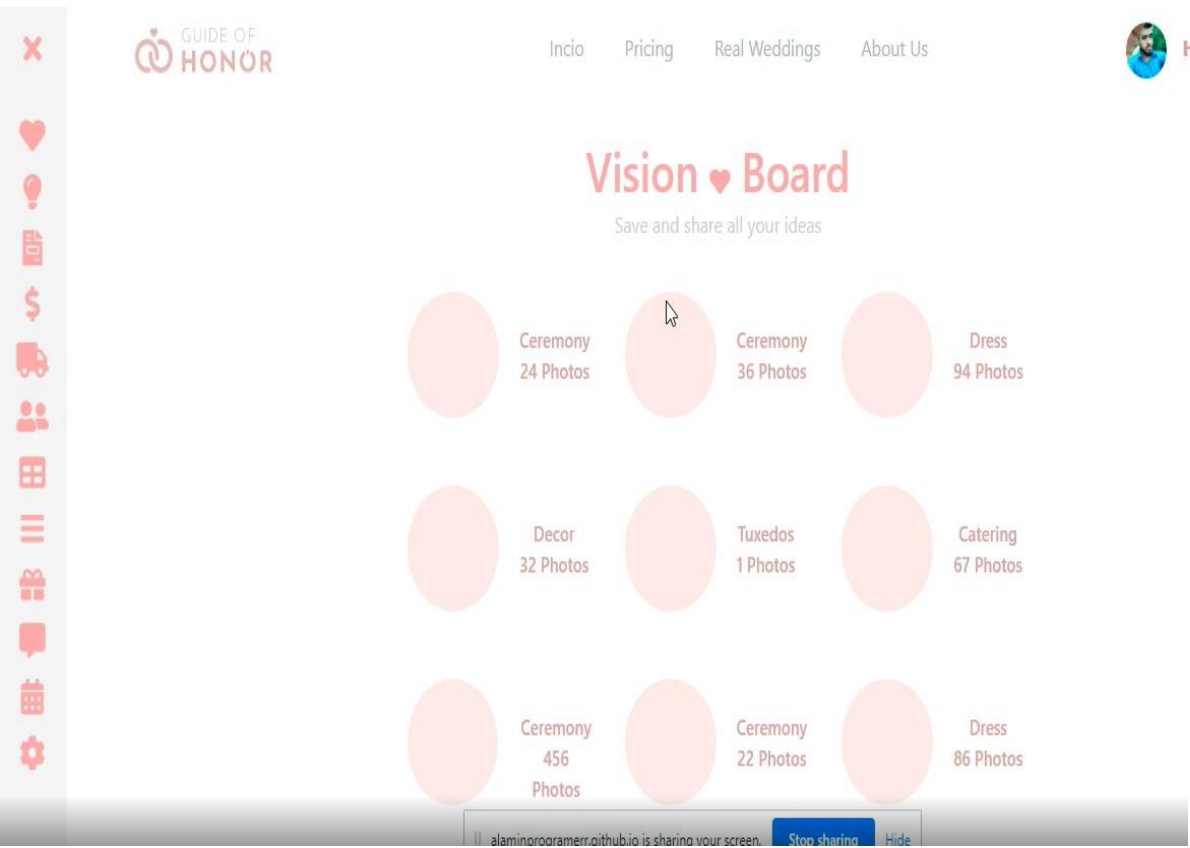 GUIDE OF
HONOR
Incio Pricing Real Weddings About Us
H
Vision Board
Save and share all your ideas
Ceremony
24 Photos
Ceremony
36 Photos
Dress
94 Photos
Decor
32 Photos
Tuxedos
1 Photos
Catering
67 Photos
Ceremony
456
Photos
Ceremony
22 Photos
Dress
86 Photos
alaminprogramerr.github.io is sharing your screen. Stop sharing Hide